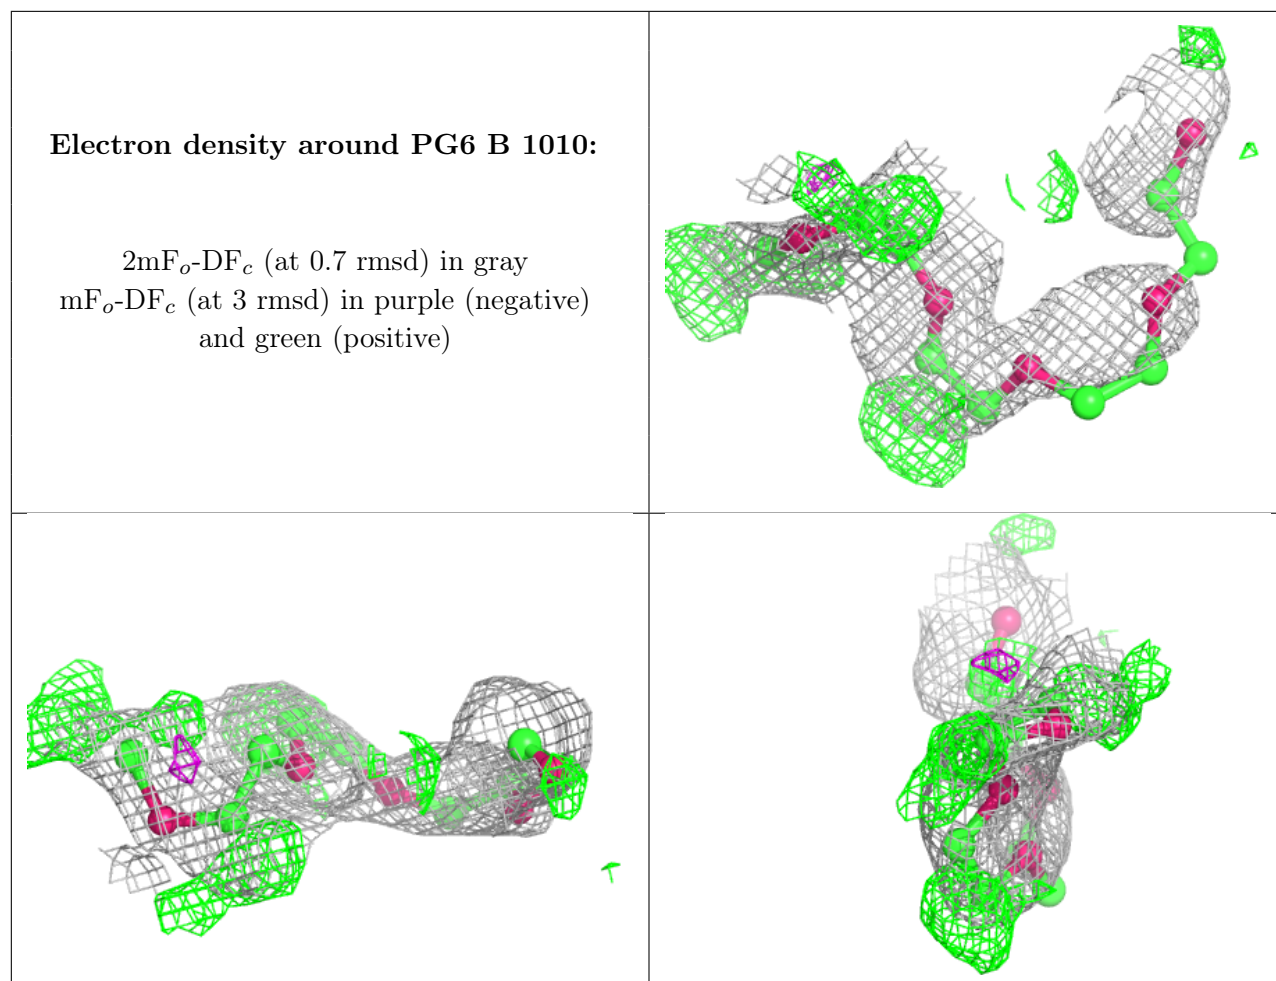 Electron density around PG6 B 1010:
2mFo-DFc (at 0.7 rmsd) in gray
mFo-DFc (at 3 rmsd) in purple (negative)
and green (positive)